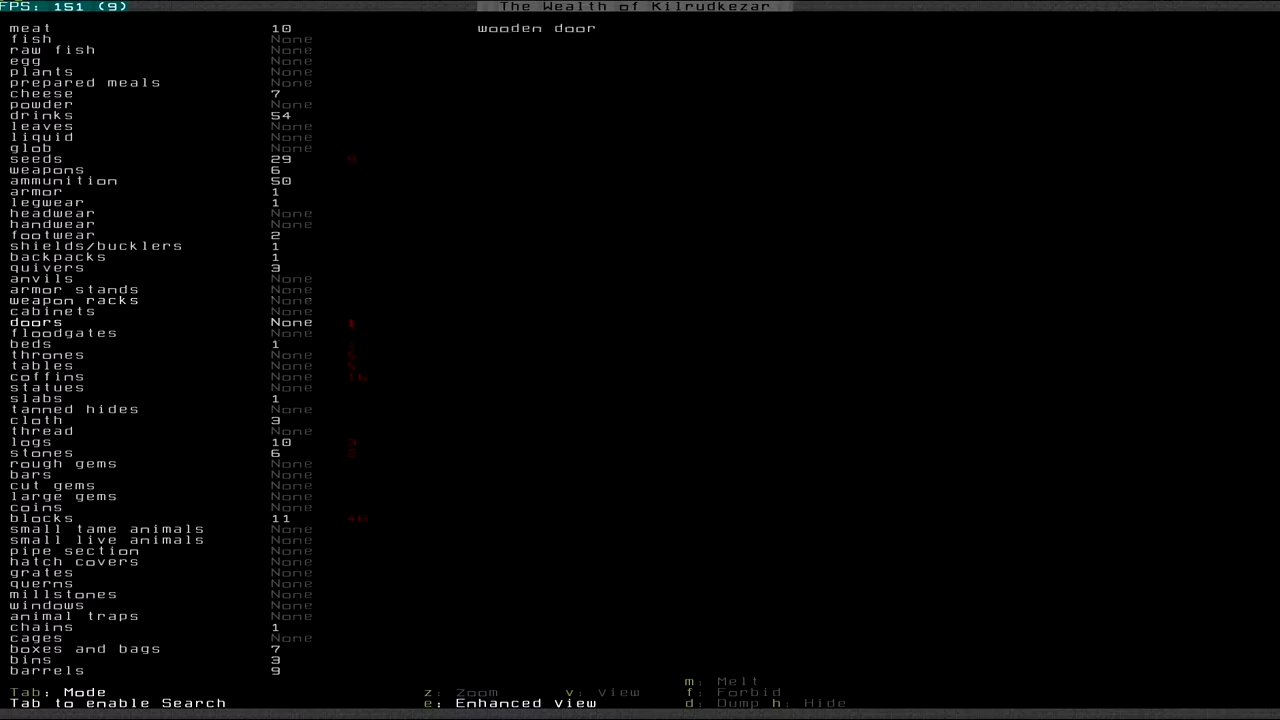 FPS: 151 (9) The Wealth of Kilrudkezar
meat 10 wooden door
fish None
raw fish None
egg None
plants None
prepared meals None
cheese 7
powder None
drinks 54
leaves None
liquid None
glob None
seeds 29
weapons 6
ammunition 50
armor 1
legwear 1
headwear None
handwear None
footwear 2
shields/bucklers 1
backpacks 1
quivers 3
anvils None
armor stands None
weapon racks None
cabinets None
doors None
floodgates None
beds 1
thrones None
tables None
coffins None
statues None
slabs 1
tanned hides None
cloth 3
thread None
logs 10
stones 6
rough gems None
bars None
cut gems None
large gems None
coins None
blocks 11
small tame animals None
small live animals None
pipe section None
hatch covers None
grates None
querns None
millstones None
windows None
animal traps None
chains 1
cages None
boxes and bags 7
bins 3
barrels 9
m: Melt
Tab: Mode z: Zoom v: View f: Forbid
Tab to enable Search e: Enhanced View d: Dump h: Hide